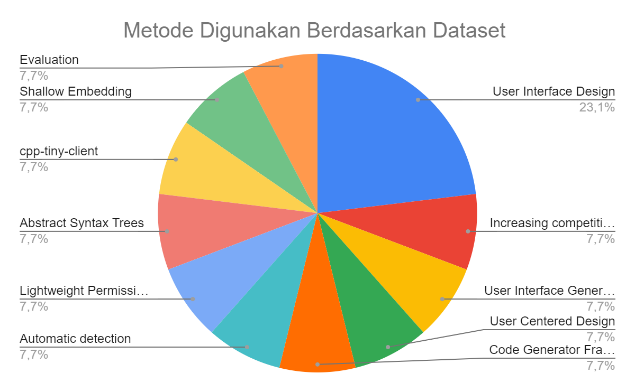 Metode Digunakan Berdasarkan Dataset
Evaluation
7,7%
Shallow Embedding
7,7%
cpp-tiny-client
7,7%
Abstract Syntax Trees
7,7%
Lightweight Permissi…
7,7%
Automatic detection
7,7%
User Interface Design
23,1%
Increasing competiti…
7,7%
User Interface Gener…
7,7%
User Centered Design
7,7%
Code Generator Fra…
7,7%